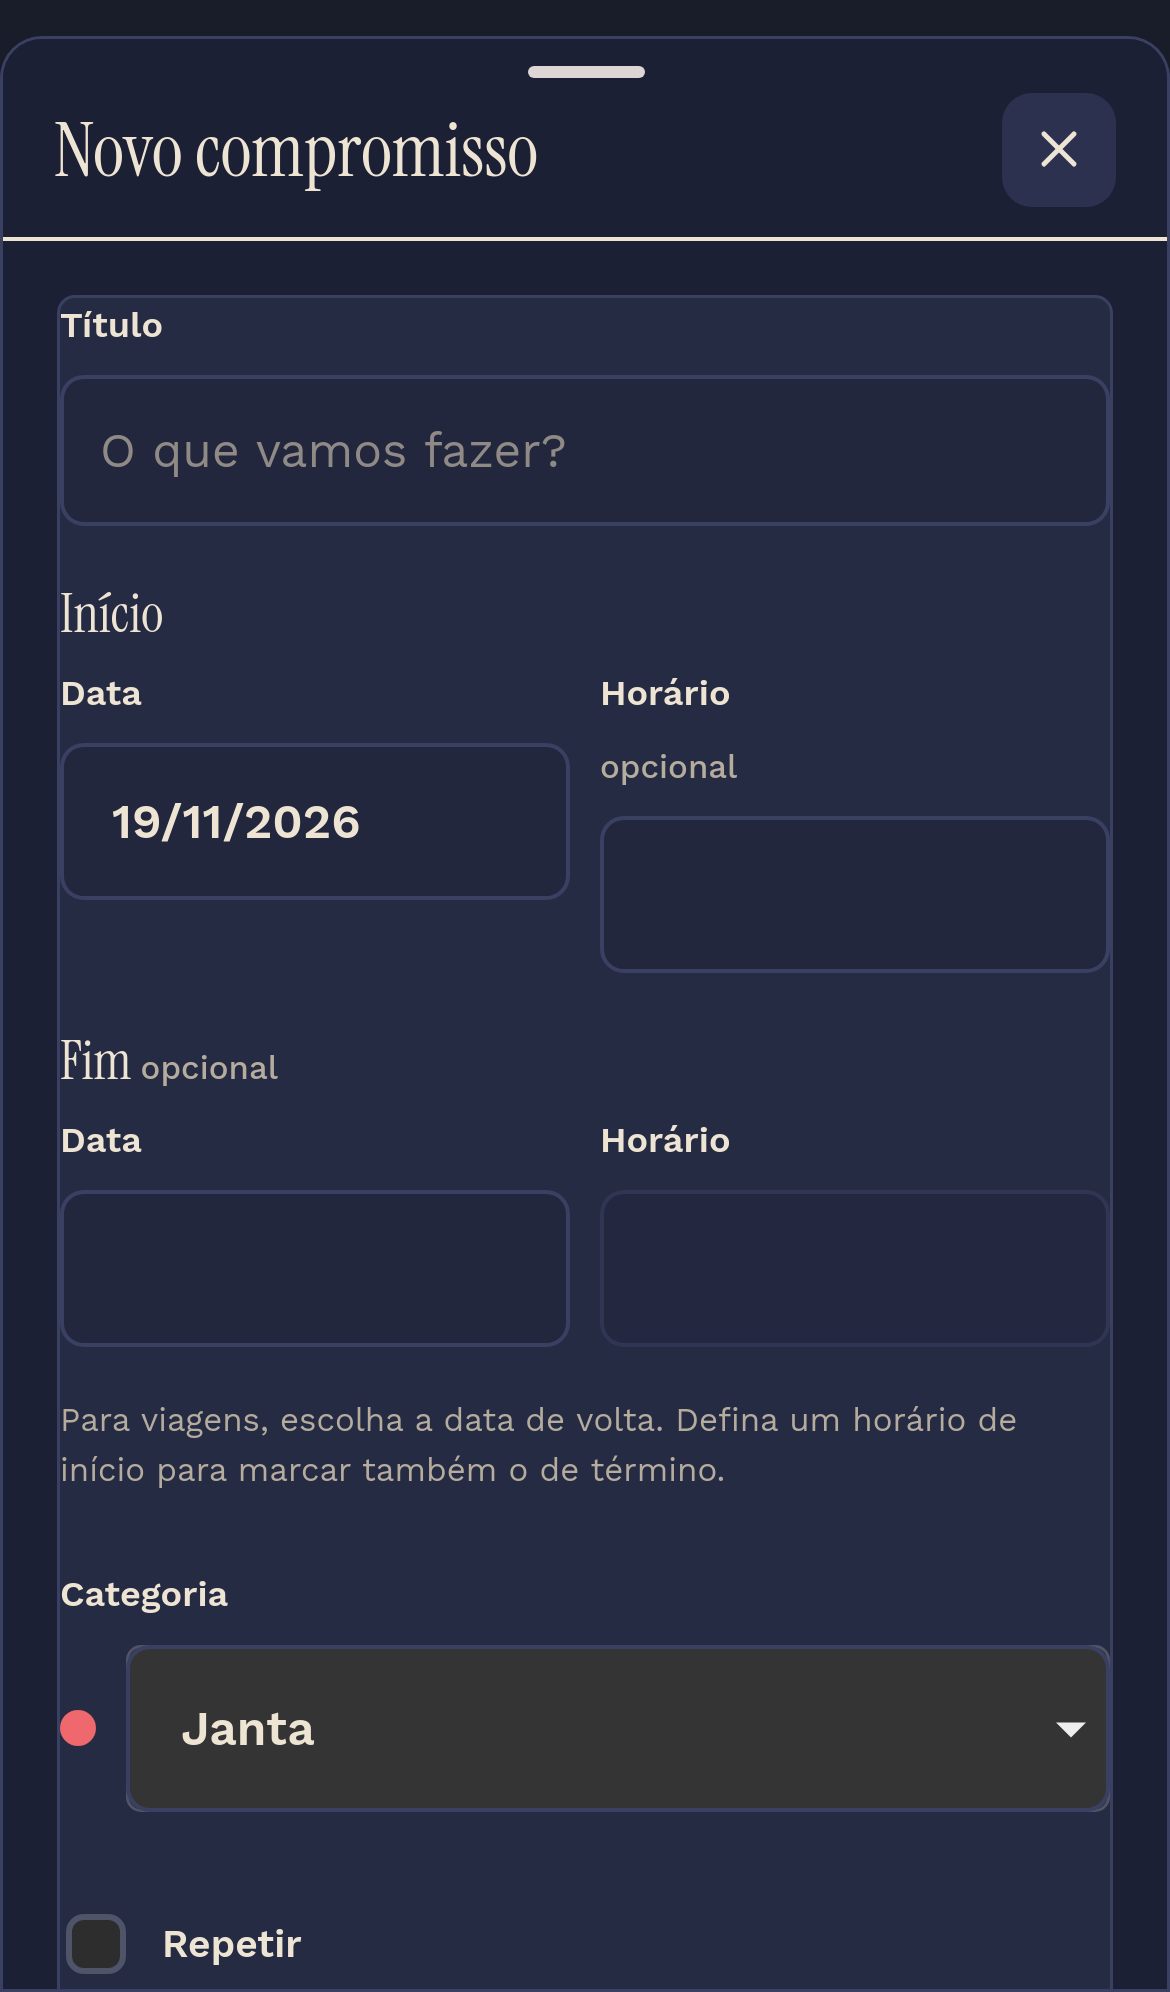 Novo compromisso
Título
O que vamos fazer?
Início
Data
Horário
opcional
19/11/2026
Fim opcional
Data
Horário
Para viagens, escolha a data de volta. Defina um horário de
início para marcar também o de término.
Categoria
Janta
Repetir